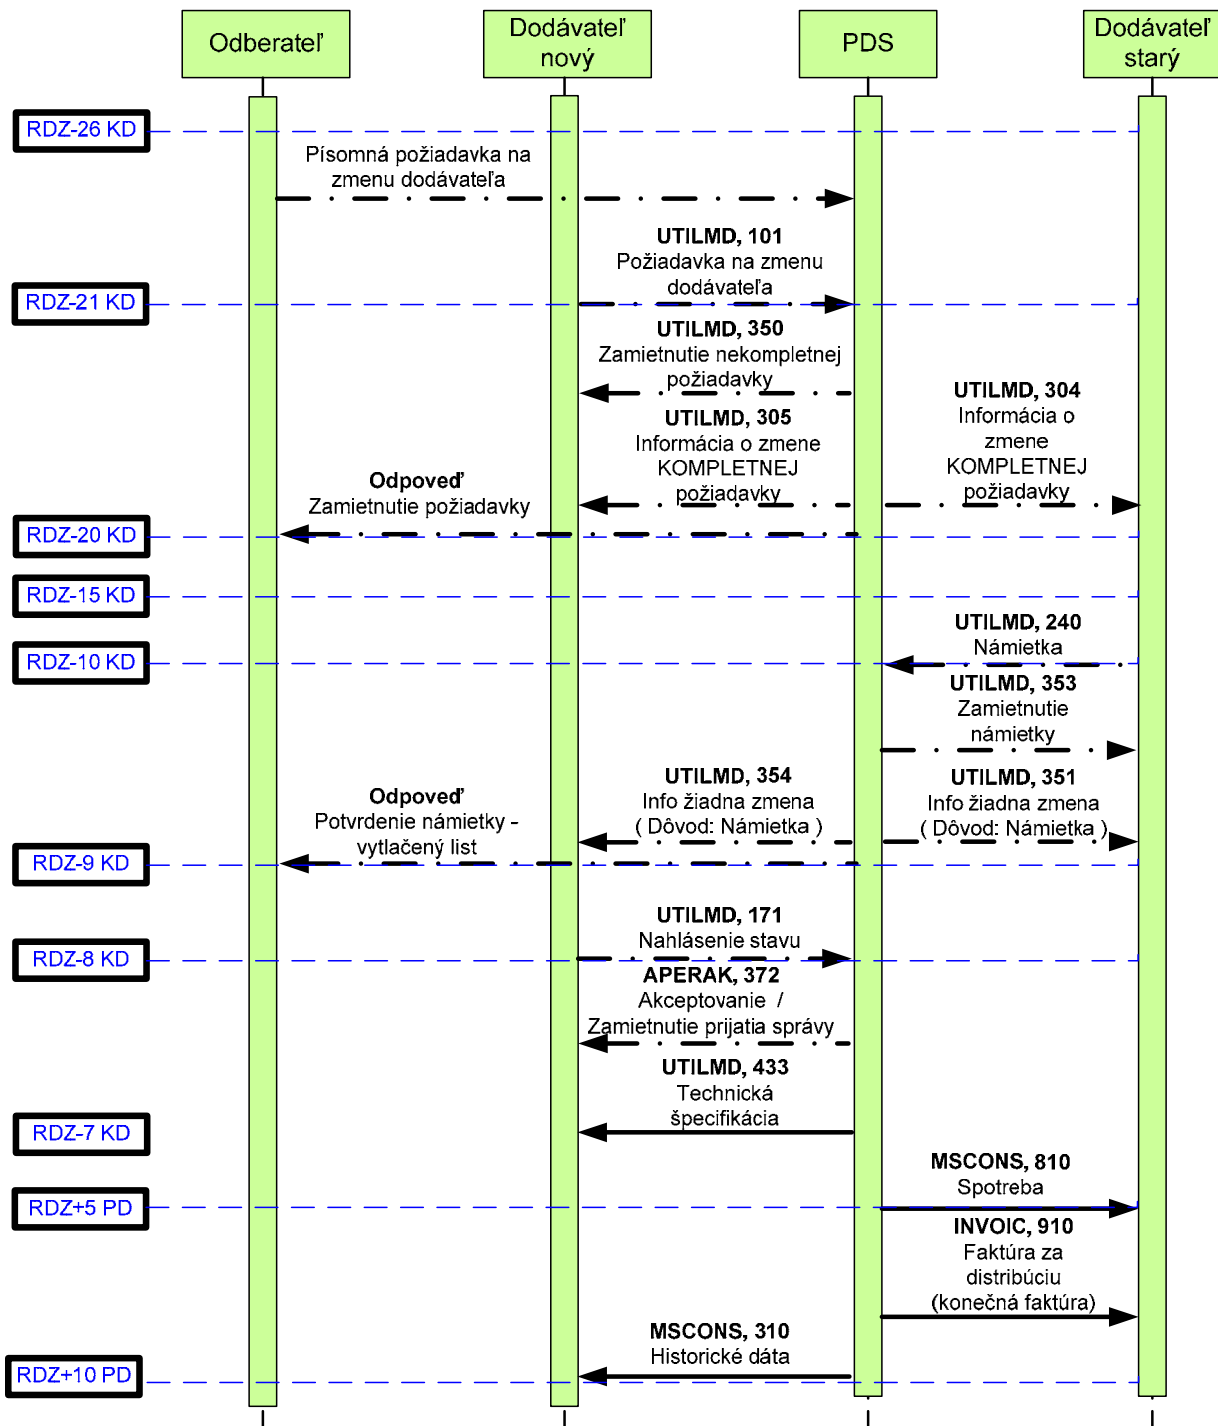 Odberateľ
Dodávateľ
nový
PDS
Dodávateľ
starý
RDZ-26 KD
Písomná požiadavka na
zmenu dodávateľa
UTILMD, 101
Požiadavka na zmenu
dodávateľa
RDZ-21 KD
UTILMD, 350
Zamietnutie nekompletnej
požiadavky
UTILMD, 304
Informácia o
zmene
KOMPLETNEJ
požiadavky
UTILMD, 305
Informácia o zmene
KOMPLETNEJ
požiadavky
Odpoveď
Zamietnutie požiadavky
RDZ-20 KD
RDZ-15 KD
UTILMD, 240
Námietka
RDZ-10 KD
UTILMD, 353
Zamietnutie
námietky
UTILMD, 354
Info žiadna zmena
( Dôvod: Námietka )
UTILMD, 351
Info žiadna zmena
( Dôvod: Námietka )
Odpoveď
Potvrdenie námietky -
vytlačený list
RDZ-9 KD
UTILMD, 171
Nahlásenie stavu
RDZ-8 KD
APERAK, 372
Akceptovanie /
Zamietnutie prijatia správy
UTILMD, 433
Technická
špecifikácia
RDZ-7 KD
MSCONS, 810
Spotreba
RDZ+5 PD
INVOIC, 910
Faktúra za
distribúciu
(konečná faktúra)
MSCONS, 310
Historické dáta
RDZ+10 PD